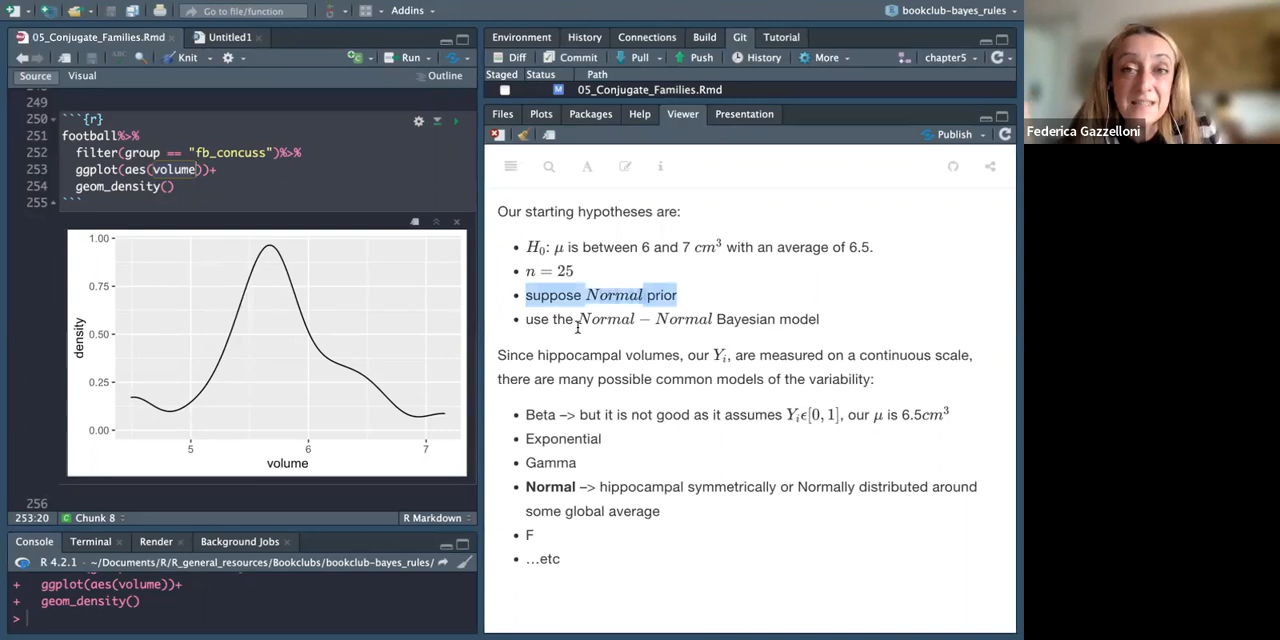 Go to file/function
Addins
bookclub-bayes_rules
05_Conjugate_Families.Rmd
Untitled1
Knit
Run
Source
Visual
Outline
249
250 ```{r}
251 football%>%
252 filter(group == "fb_concuss")%>%
253 ggplot(aes(volume))+
254 geom_density()
255 ```
1.00
0.75
0.50
0.25
0.00
density
5
6
7
volume
256
253:20
Chunk 8
R Markdown
Console
Terminal
Render
Background Jobs
R 4.2.1 · ~/Documents/R/R_general_resources/Bookclubs/bookclub-bayes_rules/
+ ggplot(aes(volume))+
+ geom_density()
>
Environment
History
Connections
Build
Git
Tutorial
Diff
Commit
Pull
Push
History
More
chapter5
Staged
Status
Path
M
05_Conjugate_Families.Rmd
Files
Plots
Packages
Help
Viewer
Presentation
Publish
Our starting hypotheses are:
• H₀: μ is between 6 and 7 cm³ with an average of 6.5.
• n = 25
• suppose Normal prior
• use the Normal − Normal Bayesian model
Since hippocampal volumes, our Yᵢ, are measured on a continuous scale,
there are many possible common models of the variability:
• Beta –> but it is not good as it assumes Yᵢϵ[0, 1], our μ is 6.5cm³
• Exponential
• Gamma
• Normal –> hippocampal symmetrically or Normally distributed around
some global average
• F
• …etc
Federica Gazzelloni